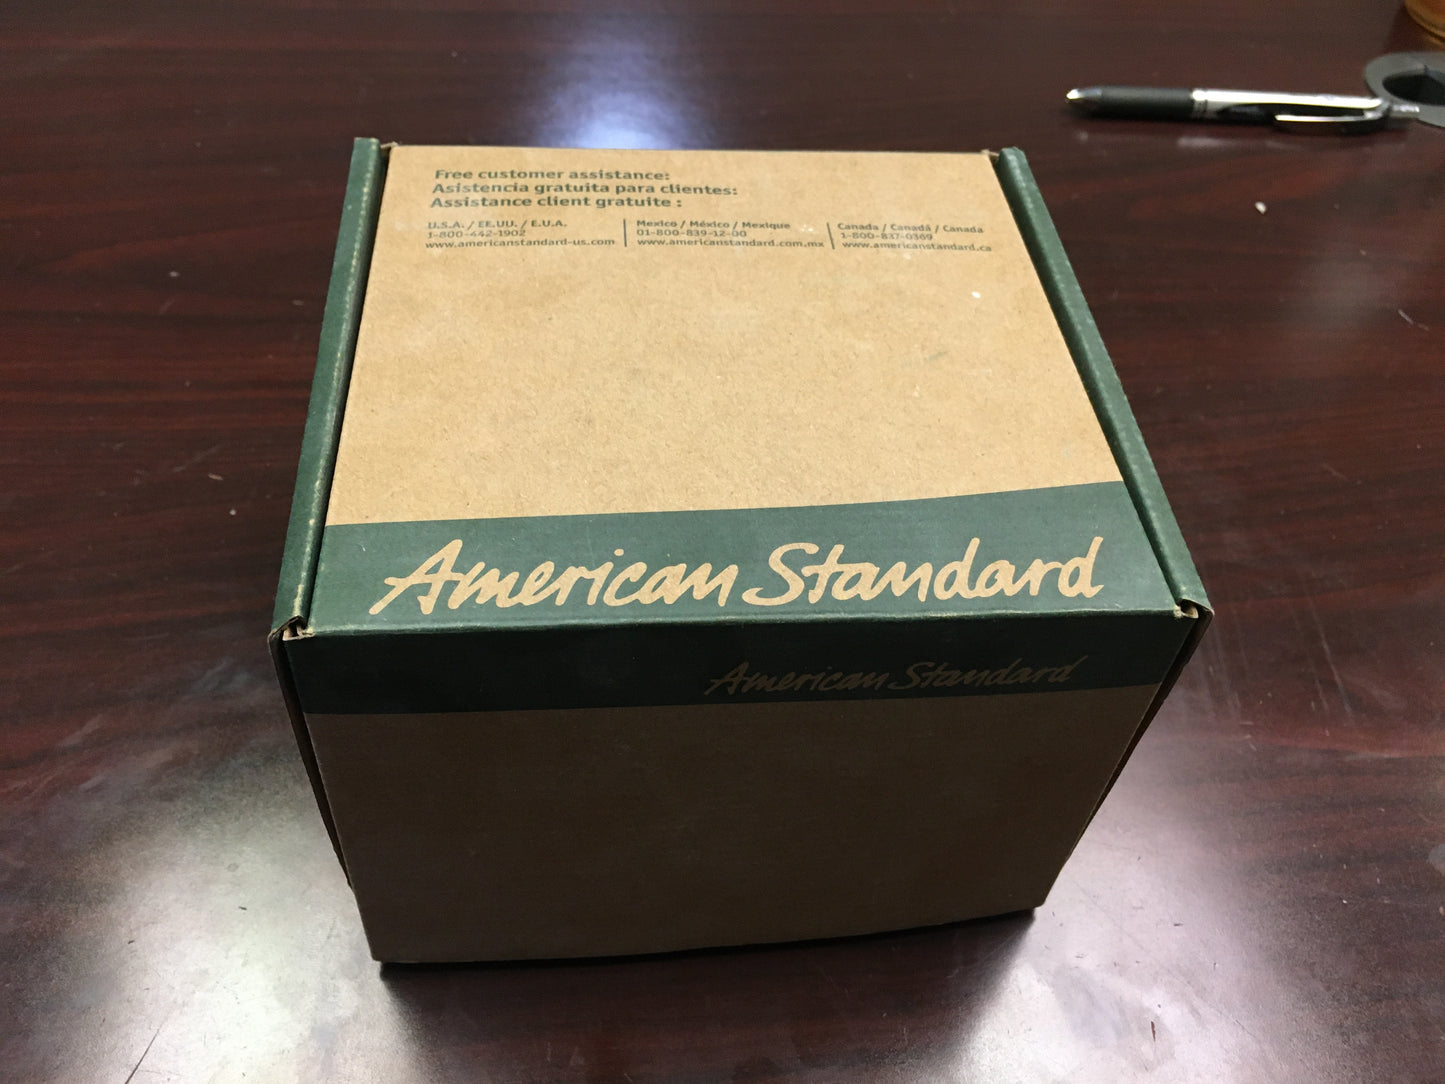 Free customer assistance:
Asistencia gratuita para clientes:
Assistance client gratuite :
U.S.A. / EE.UU. / E.U.A.
1-800-442-1902
www.americanstandard-us.com
Mexico / México / Mexique
01-800-839-12-00
www.americanstandard.com.mx
Canada / Canadá / Canada
1-800-837-0369
www.americanstandard.ca
American Standard
American Standard